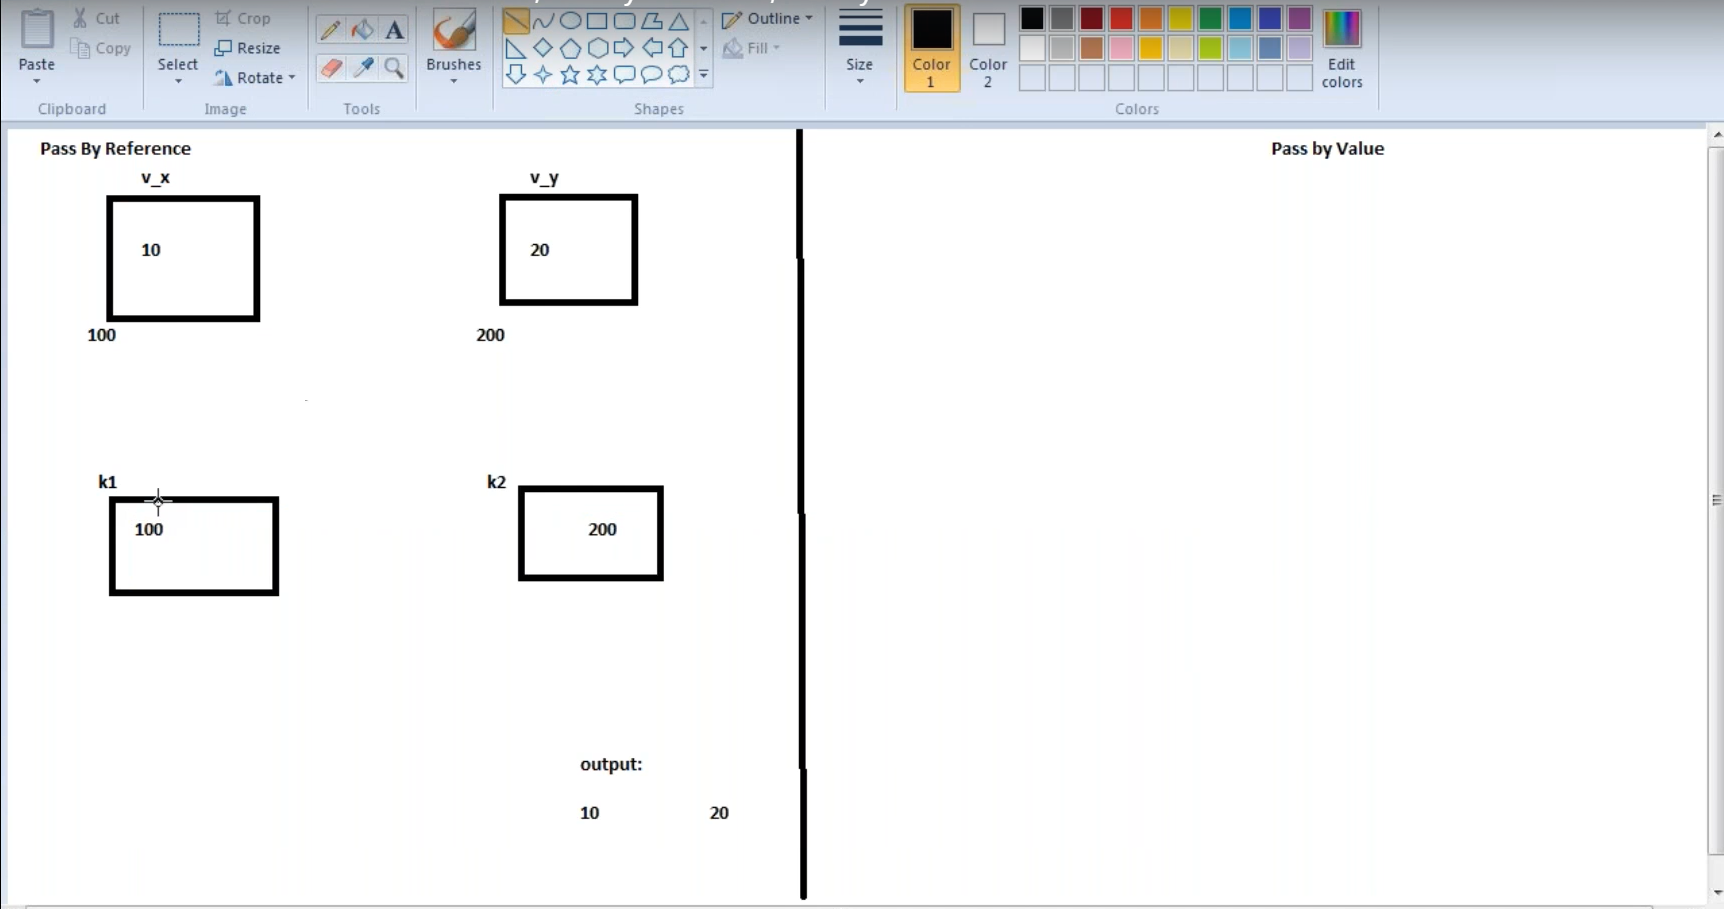 Cut
Crop
Outline
Copy
Resize
Fill
Paste
Select
Rotate
Brushes
Size
Color 1
Color 2
Edit colors
A
Clipboard
Image
Tools
Shapes
Colors
Pass By Reference
v_x
v_y
10
20
100
200
k1
k2
100
200
output:
10 20
Pass by Value